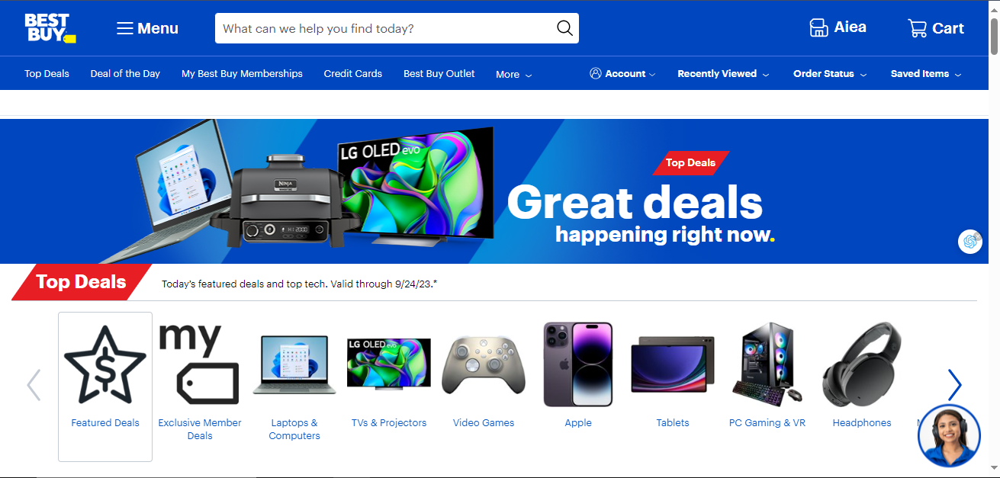 BEST
BUY
Menu
What can we help you find today?
Aiea
Cart
Top Deals
Deal of the Day
My Best Buy Memberships
Credit Cards
Best Buy Outlet
More
Account
Recently Viewed
Order Status
Saved Items
NINJA
LG OLED evo
Top Deals
Great deals
happening right now.
Top Deals
Today's featured deals and top tech. Valid through 9/24/23.*
my
LG OLED evo
Featured Deals
Exclusive Member
Deals
Laptops &
Computers
TVs & Projectors
Video Games
Apple
Tablets
PC Gaming & VR
Headphones